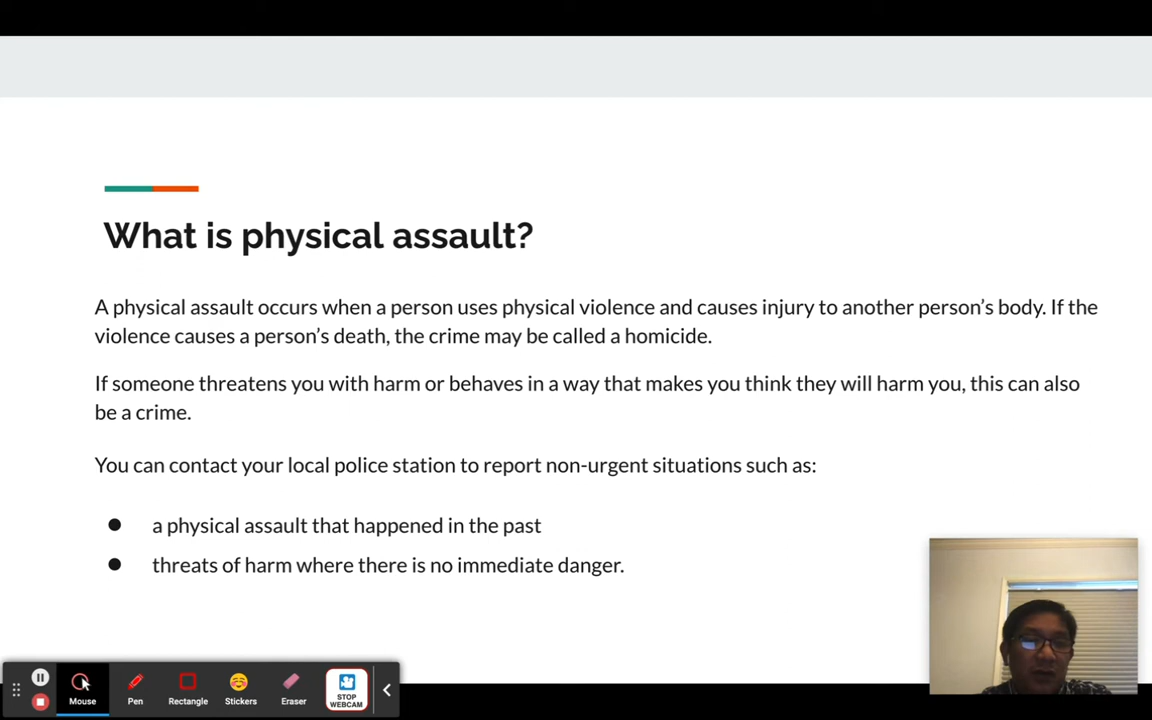 What is physical assault?
A physical assault occurs when a person uses physical violence and causes injury to another person’s body. If the
violence causes a person’s death, the crime may be called a homicide.
If someone threatens you with harm or behaves in a way that makes you think they will harm you, this can also
be a crime.
You can contact your local police station to report non-urgent situations such as:
● a physical assault that happened in the past
● threats of harm where there is no immediate danger.
Mouse
Pen
Rectangle
Stickers
Eraser
STOP
WEBCAM